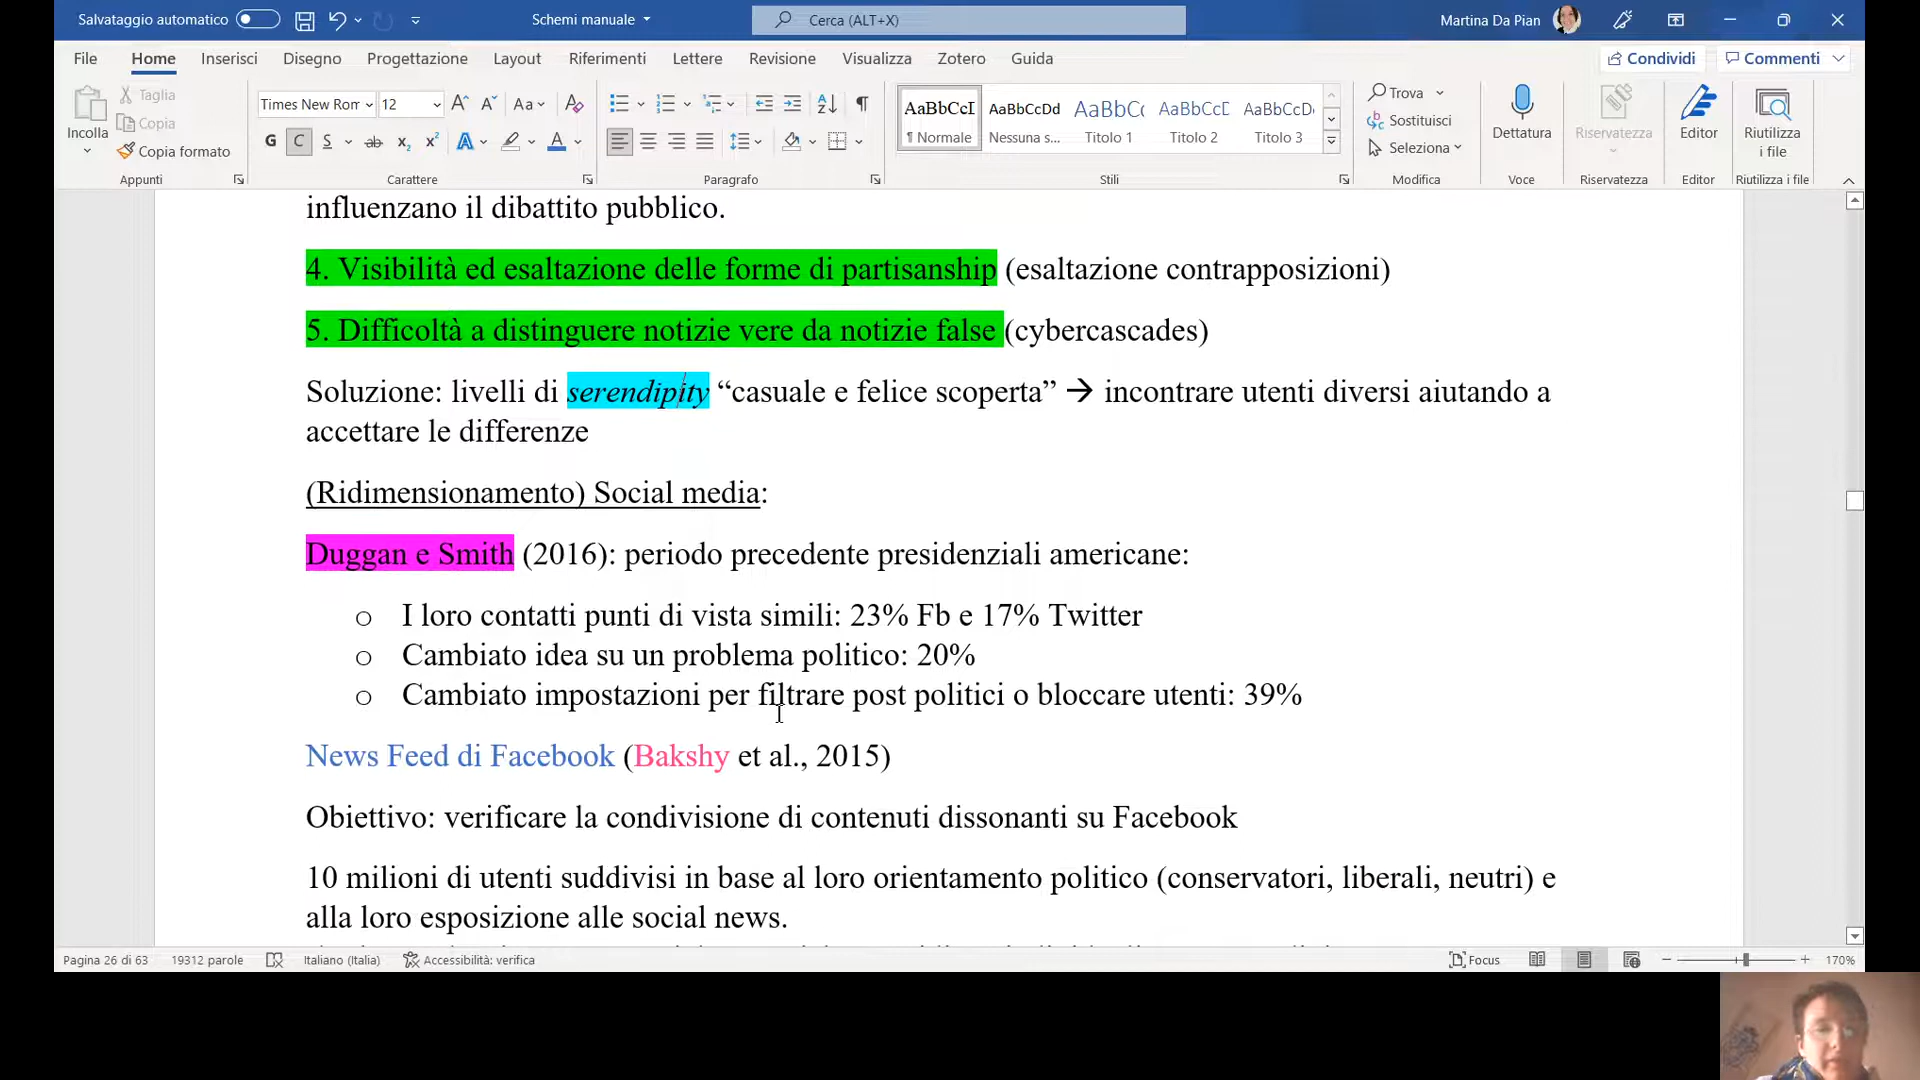 Salvataggio automatico
Schemi manuale
Cerca (ALT+X)
Martina Da Pian
File Home Inserisci Disegno Progettazione Layout Riferimenti Lettere Revisione Visualizza Zotero Guida
Condividi Commenti
Incolla
Taglia
Copia
Copia formato
Appunti
Times New Rom 12
Aa
G C S ab x₂ x² A A
Carattere
Paragrafo
AaBbCcI AaBbCcDd AaBbC AaBbCcD AaBbCcD
¶ Normale Nessuna s... Titolo 1 Titolo 2 Titolo 3
Stili
Trova
Sostituisci
Seleziona
Modifica
Dettatura
Voce
Riservatezza
Riservatezza
Editor
Editor
Riutilizza
i file
Riutilizza i file
influenzano il dibattito pubblico.
4. Visibilità ed esaltazione delle forme di partisanship (esaltazione contrapposizioni)
5. Difficoltà a distinguere notizie vere da notizie false (cybercascades)
Soluzione: livelli di serendipity “casuale e felice scoperta” → incontrare utenti diversi aiutando a
accettare le differenze
(Ridimensionamento) Social media:
Duggan e Smith (2016): periodo precedente presidenziali americane:
o I loro contatti punti di vista simili: 23% Fb e 17% Twitter
o Cambiato idea su un problema politico: 20%
o Cambiato impostazioni per filtrare post politici o bloccare utenti: 39%
News Feed di Facebook (Bakshy et al., 2015)
Obiettivo: verificare la condivisione di contenuti dissonanti su Facebook
10 milioni di utenti suddivisi in base al loro orientamento politico (conservatori, liberali, neutri) e
alla loro esposizione alle social news.
Pagina 26 di 63 19312 parole Italiano (Italia) Accessibilità: verifica
Focus 170%